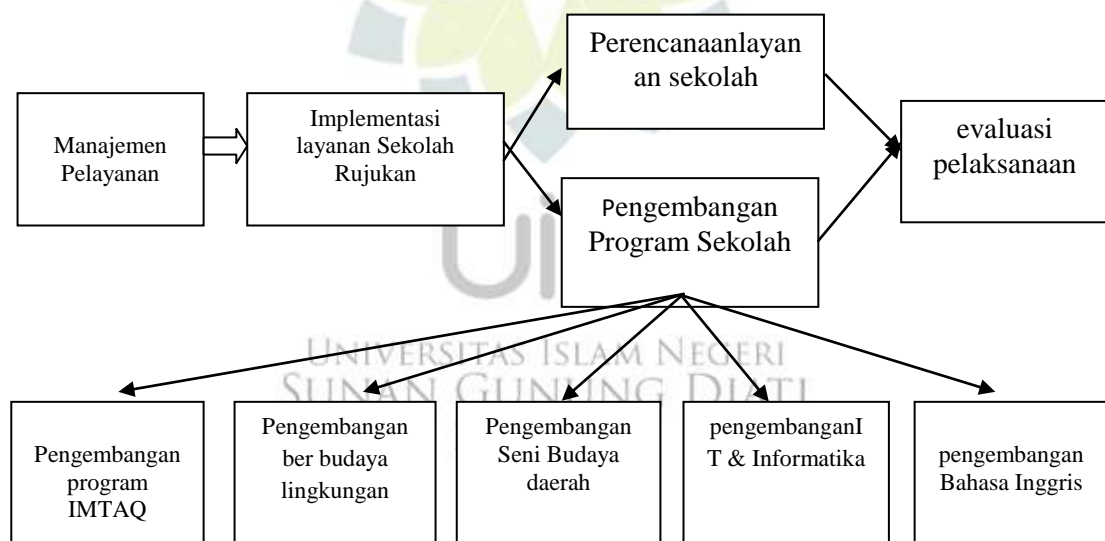 Manajemen
Pelayanan
Implementasi
layanan Sekolah
Rujukan
Perencanaanlayan
an sekolah
Pengembangan
Program Sekolah
evaluasi
pelaksanaan
UNIVERSITAS ISLAM NEGERI
SUNAN GUNUNG DJATI
Pengembangan
program
IMTAQ
Pengembangan
ber budaya
lingkungan
Pengembangan
Seni Budaya
daerah
pengembanganI
T & Informatika
pengembangan
Bahasa Inggris